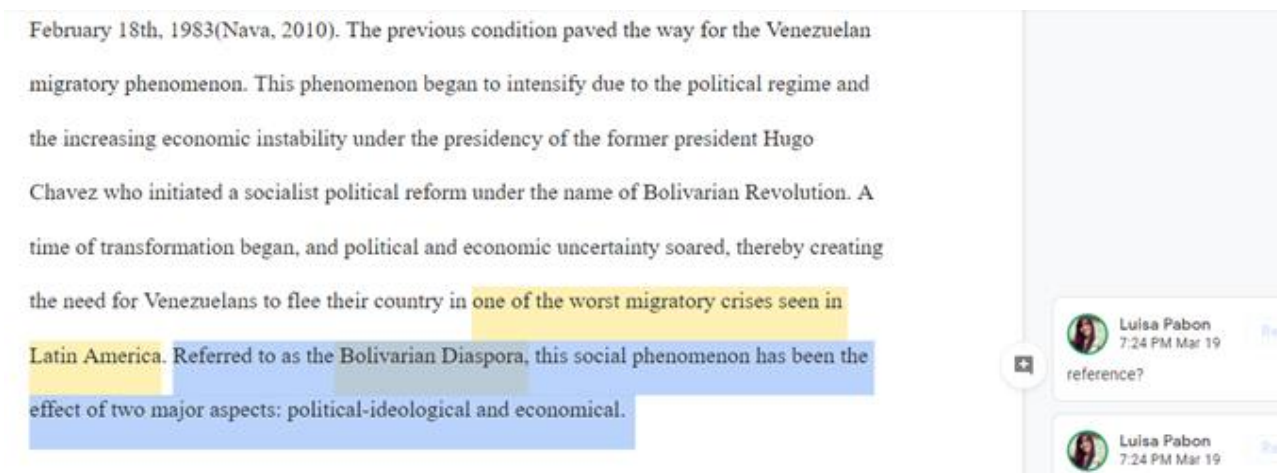 February 18th, 1983(Nava, 2010). The previous condition paved the way for the Venezuelan
migratory phenomenon. This phenomenon began to intensify due to the political regime and
the increasing economic instability under the presidency of the former president Hugo
Chavez who initiated a socialist political reform under the name of Bolivarian Revolution. A
time of transformation began, and political and economic uncertainty soared, thereby creating
the need for Venezuelans to flee their country in one of the worst migratory crises seen in
Latin America. Referred to as the Bolivarian Diaspora, this social phenomenon has been the
effect of two major aspects: political-ideological and economical.
Luisa Pabon
7:24 PM Mar 19
reference?
Luisa Pabon
7:24 PM Mar 19